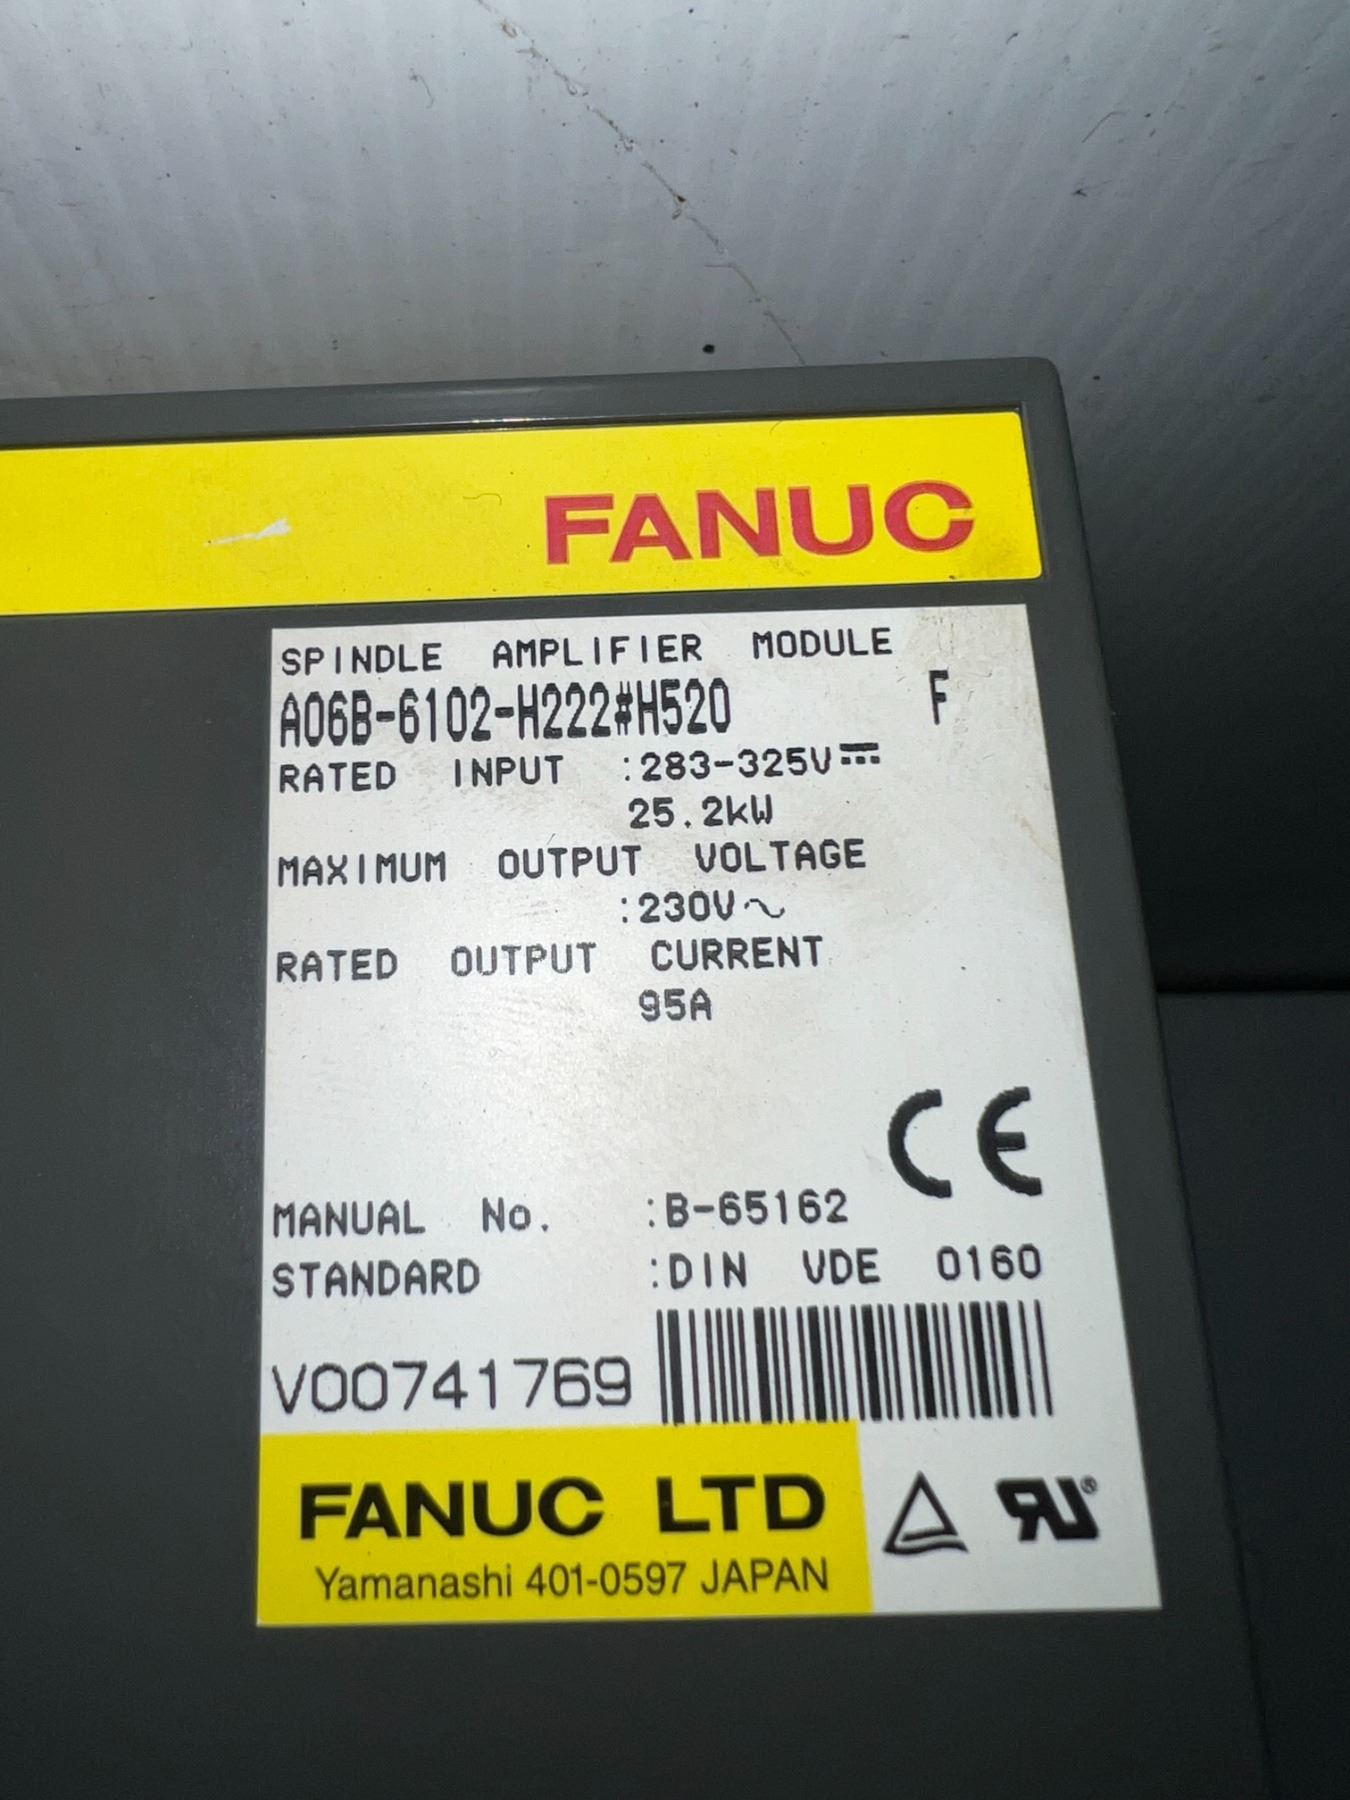 FANUC
SPINDLE AMPLIFIER MODULE
A06B-6102-H222#H520 F
RATED INPUT :283-325V⎓
25.2kW
MAXIMUM OUTPUT VOLTAGE
:230V~
RATED OUTPUT CURRENT
95A
CE
MANUAL No. :B-65162
STANDARD :DIN VDE 0160
V00741769
FANUC LTD
Yamanashi 401-0597 JAPAN